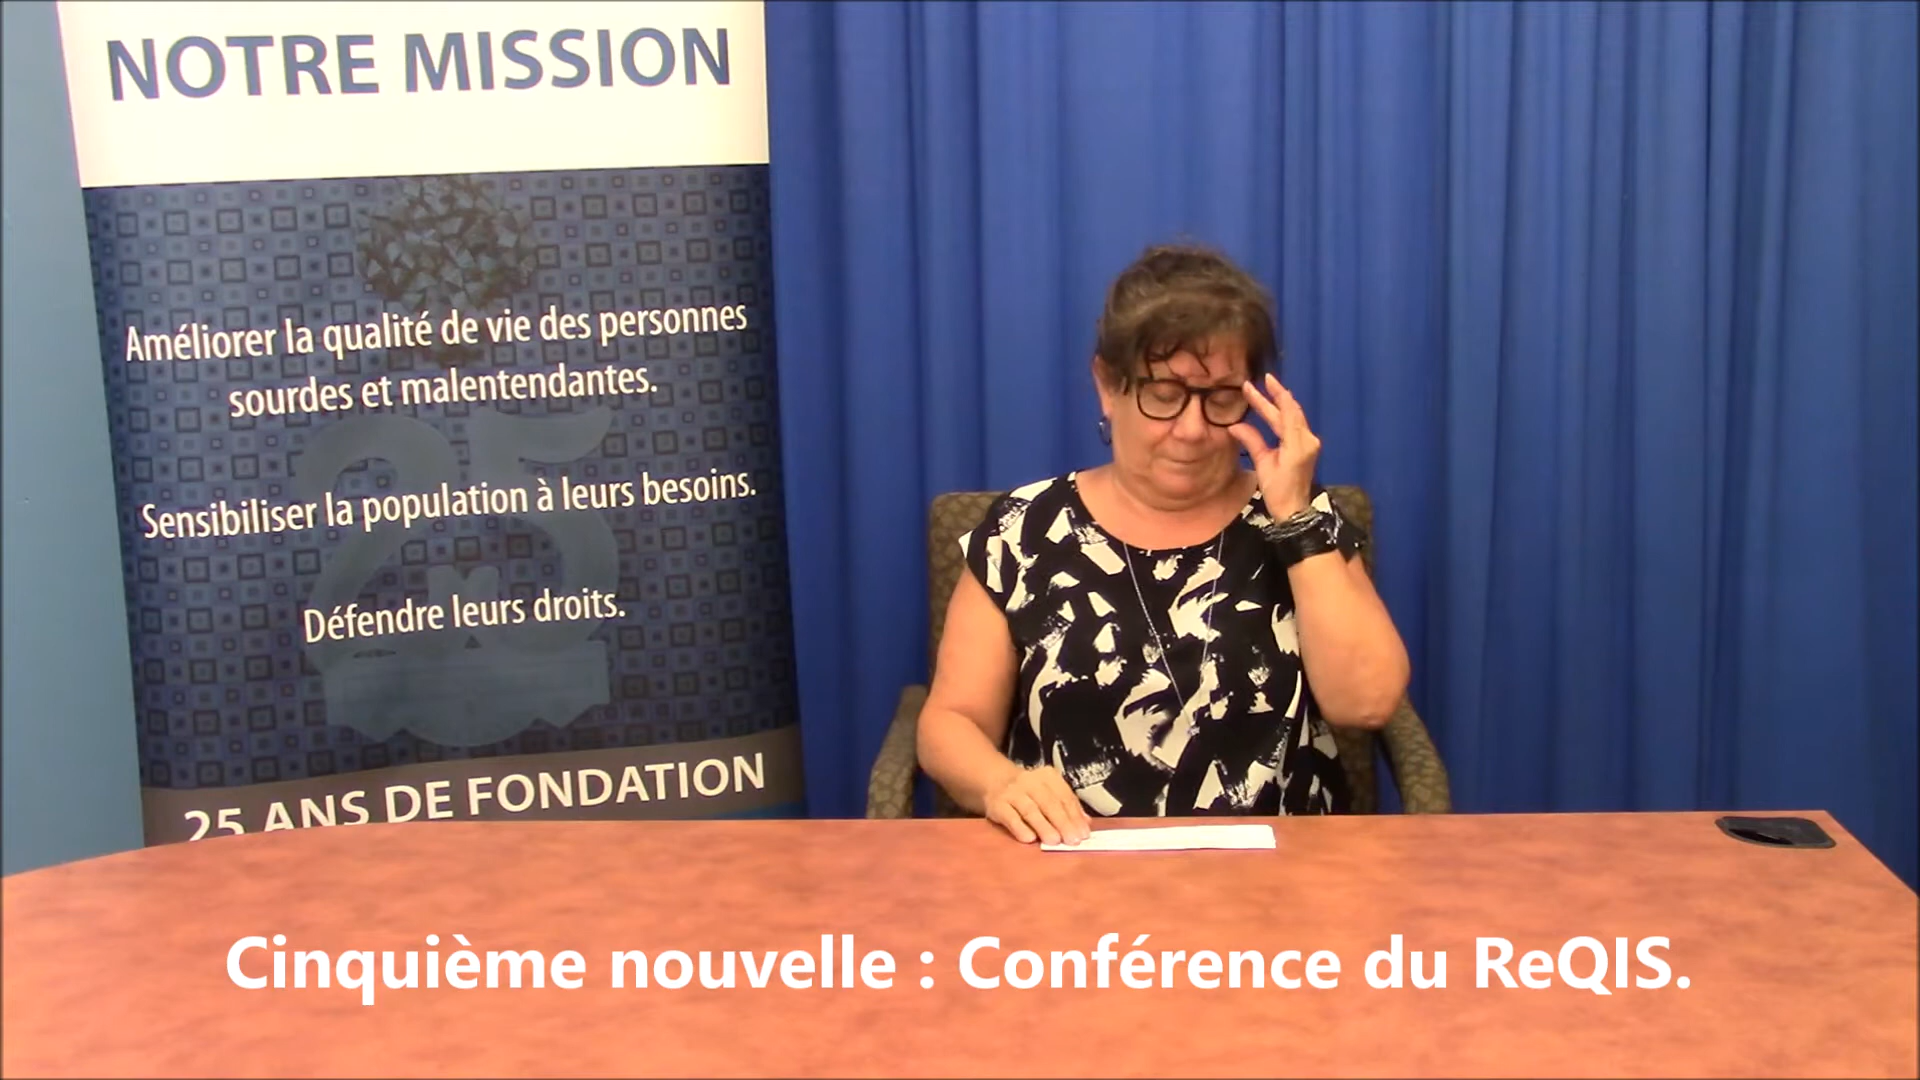 NOTRE MISSION
Améliorer la qualité de vie des personnes
sourdes et malentendantes.
Sensibiliser la population à leurs besoins.
Défendre leurs droits.
25 ANS DE FONDATION
Cinquième nouvelle : Conférence du ReQIS.